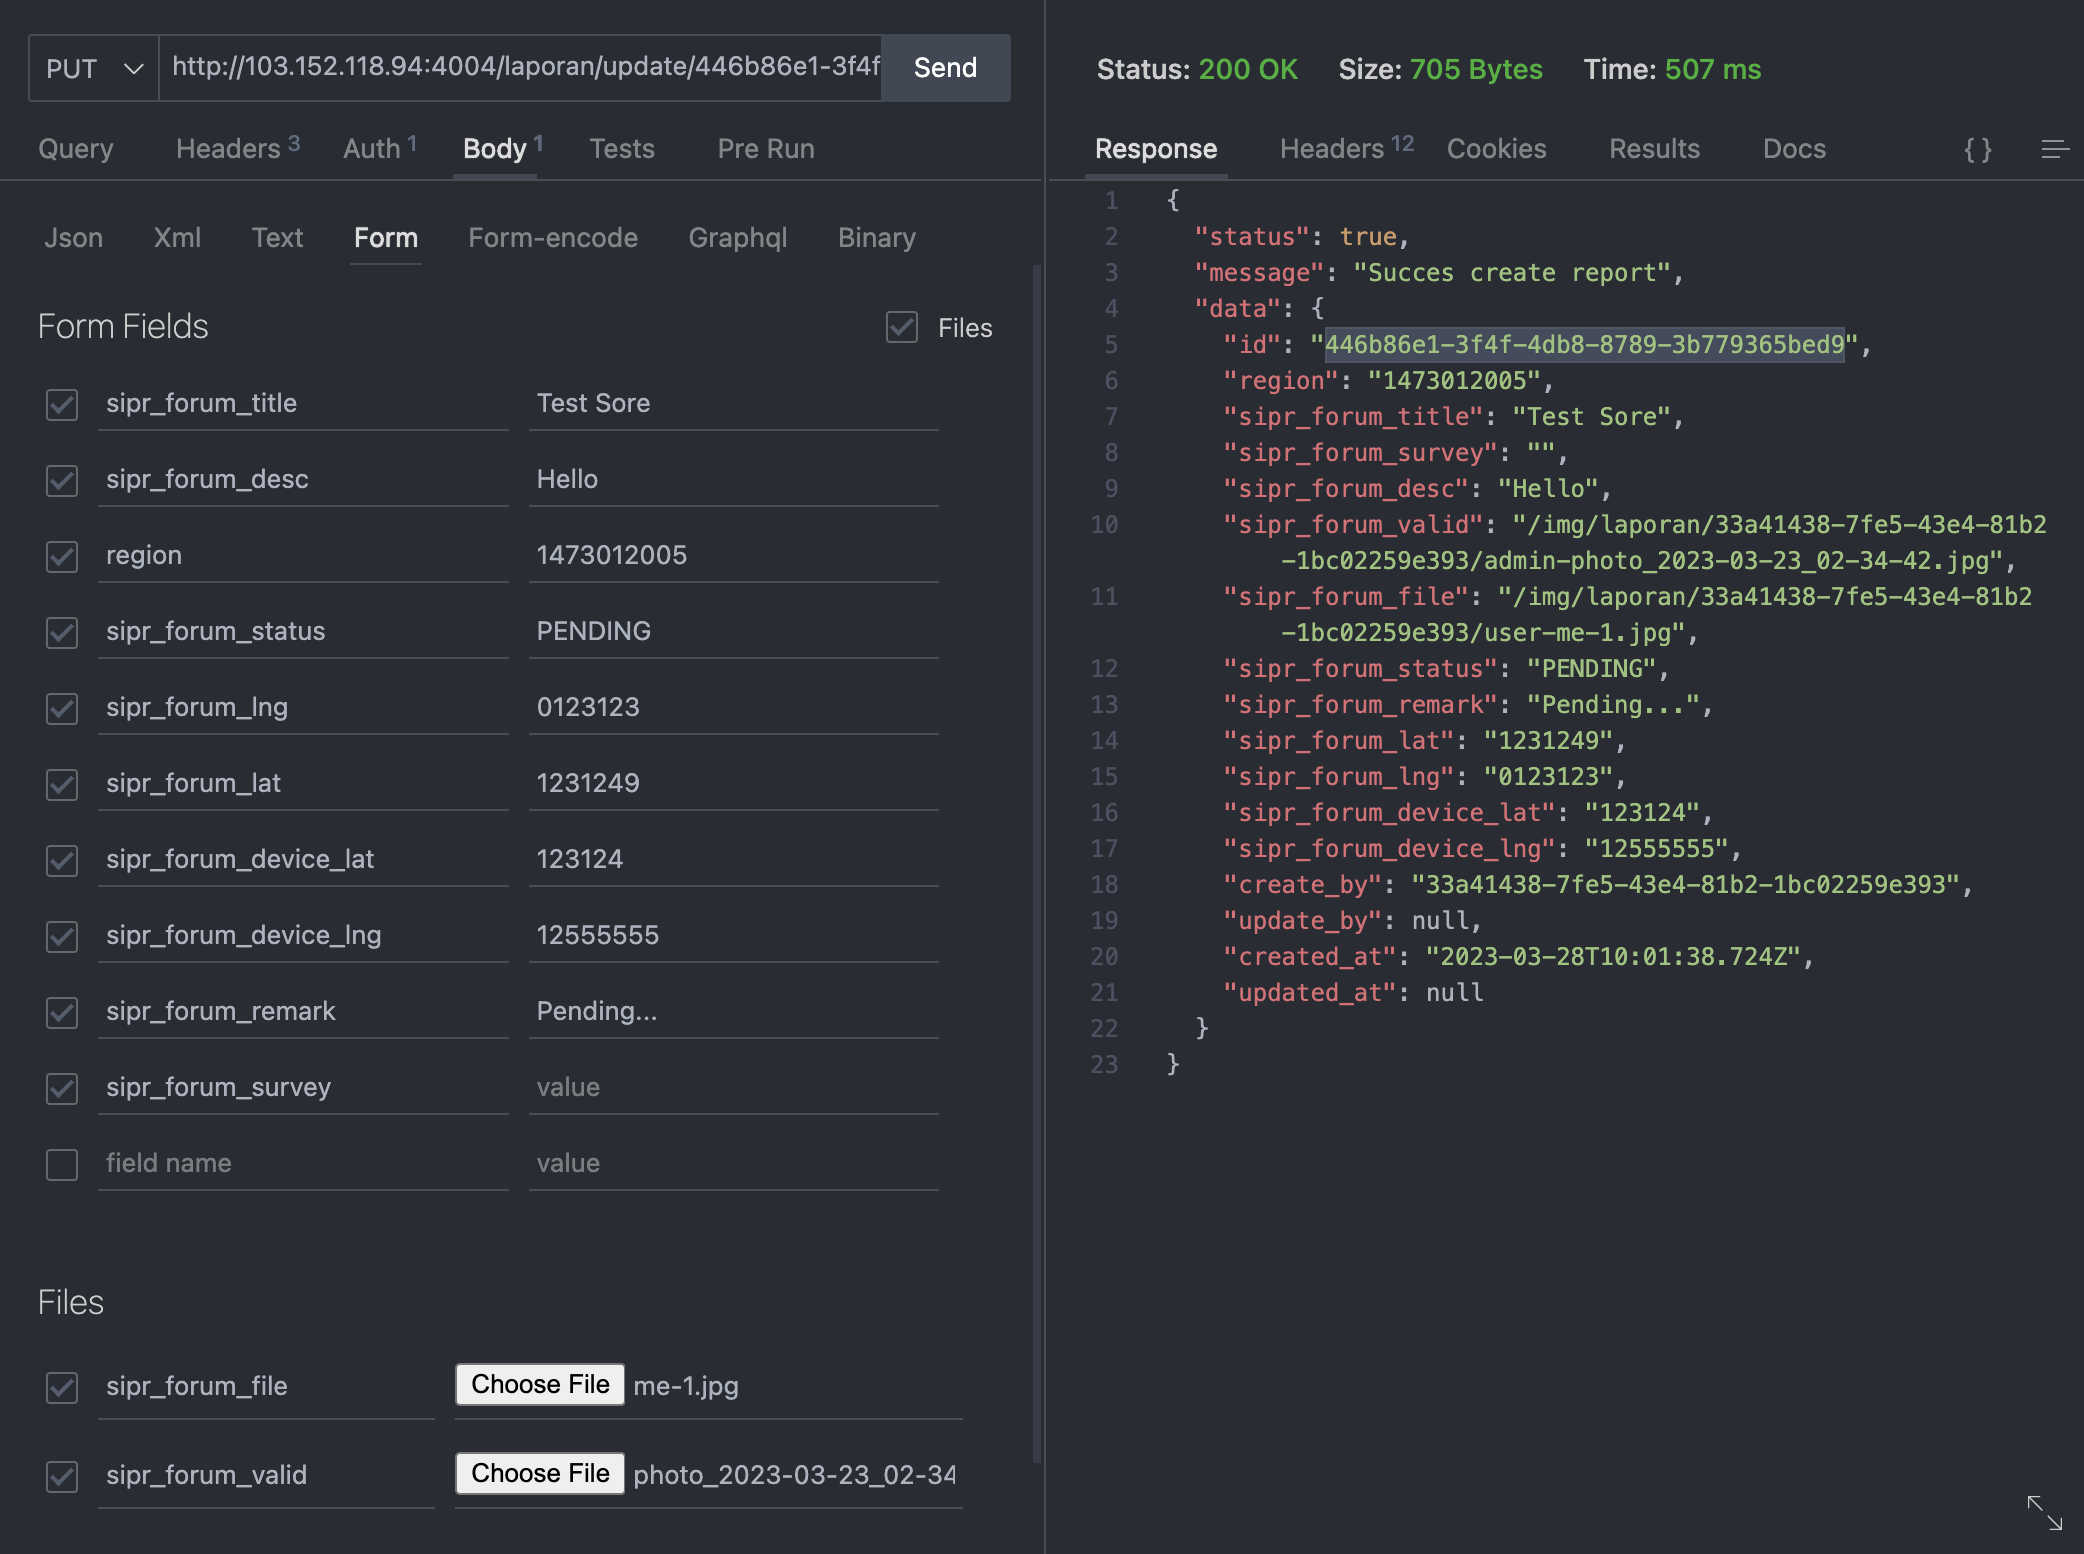 PUT
http://103.152.118.94:4004/laporan/update/446b86e1-3f4f
Send
Query
Headers 3
Auth 1
Body 1
Tests
Pre Run
Json
Xml
Text
Form
Form-encode
Graphql
Binary
Form Fields
Files
sipr_forum_title
Test Sore
sipr_forum_desc
Hello
region
1473012005
sipr_forum_status
PENDING
sipr_forum_lng
0123123
sipr_forum_lat
1231249
sipr_forum_device_lat
123124
sipr_forum_device_lng
12555555
sipr_forum_remark
Pending...
sipr_forum_survey
value
field name
value
Files
sipr_forum_file
Choose File
me-1.jpg
sipr_forum_valid
Choose File
photo_2023-03-23_02-34
Status: 200 OK
Size: 705 Bytes
Time: 507 ms
Response
Headers 12
Cookies
Results
Docs
{ }
1 {
2 "status": true,
3 "message": "Succes create report",
4 "data": {
5 "id": "446b86e1-3f4f-4db8-8789-3b779365bed9",
6 "region": "1473012005",
7 "sipr_forum_title": "Test Sore",
8 "sipr_forum_survey": "",
9 "sipr_forum_desc": "Hello",
10 "sipr_forum_valid": "/img/laporan/33a41438-7fe5-43e4-81b2
-1bc02259e393/admin-photo_2023-03-23_02-34-42.jpg",
11 "sipr_forum_file": "/img/laporan/33a41438-7fe5-43e4-81b2
-1bc02259e393/user-me-1.jpg",
12 "sipr_forum_status": "PENDING",
13 "sipr_forum_remark": "Pending...",
14 "sipr_forum_lat": "1231249",
15 "sipr_forum_lng": "0123123",
16 "sipr_forum_device_lat": "123124",
17 "sipr_forum_device_lng": "12555555",
18 "create_by": "33a41438-7fe5-43e4-81b2-1bc02259e393",
19 "update_by": null,
20 "created_at": "2023-03-28T10:01:38.724Z",
21 "updated_at": null
22 }
23 }